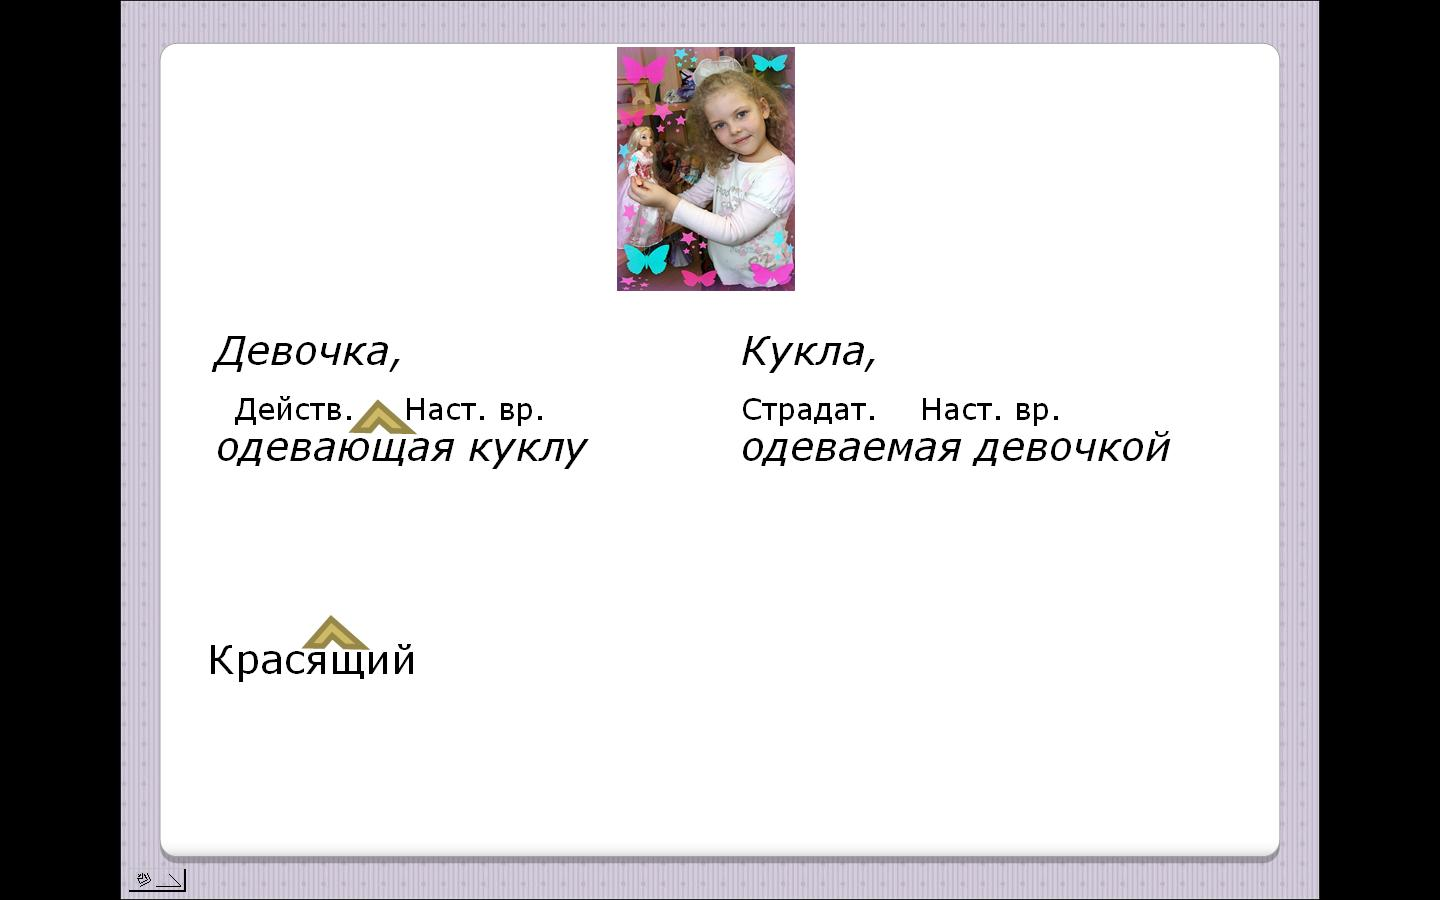 Девочка,
Кукла,
Действ. Наст. вр.
Страдат. Наст. вр.
одевающая куклу
одеваемая девочкой
Красящий